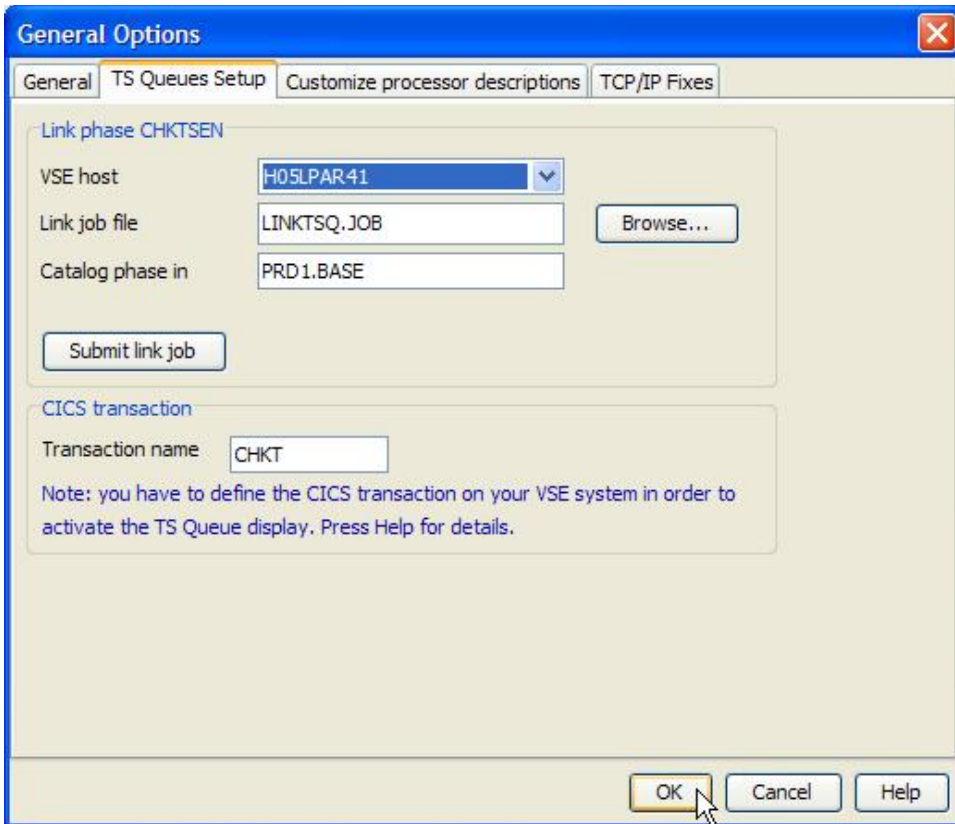 General Options
General TS Queues Setup Customize processor descriptions TCP/IP Fixes
Link phase CHKTSEN
VSE host H05LPAR41
Link job file LINKTSQ.JOB Browse...
Catalog phase in PRD1.BASE
Submit link job
CICS transaction
Transaction name CHKT
Note: you have to define the CICS transaction on your VSE system in order to
activate the TS Queue display. Press Help for details.
OK Cancel Help